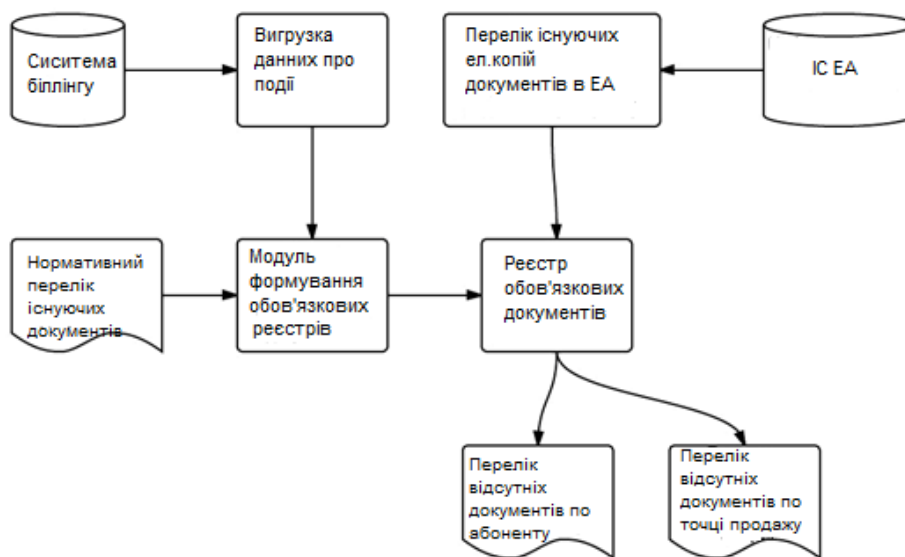 Сиситема
біллінгу
Вигрузка
данних про
події
Перелік існуючих
ел.копій
документів в ЕА
ІС ЕА
Нормативний
перелік
існуючих
документів
Модуль
формування
обов'язкових
реєстрів
Реєстр
обов'язкових
документів
Перелік
відсутніх
документів по
абоненту
Перелік
відсутніх
документів по
точці продажу